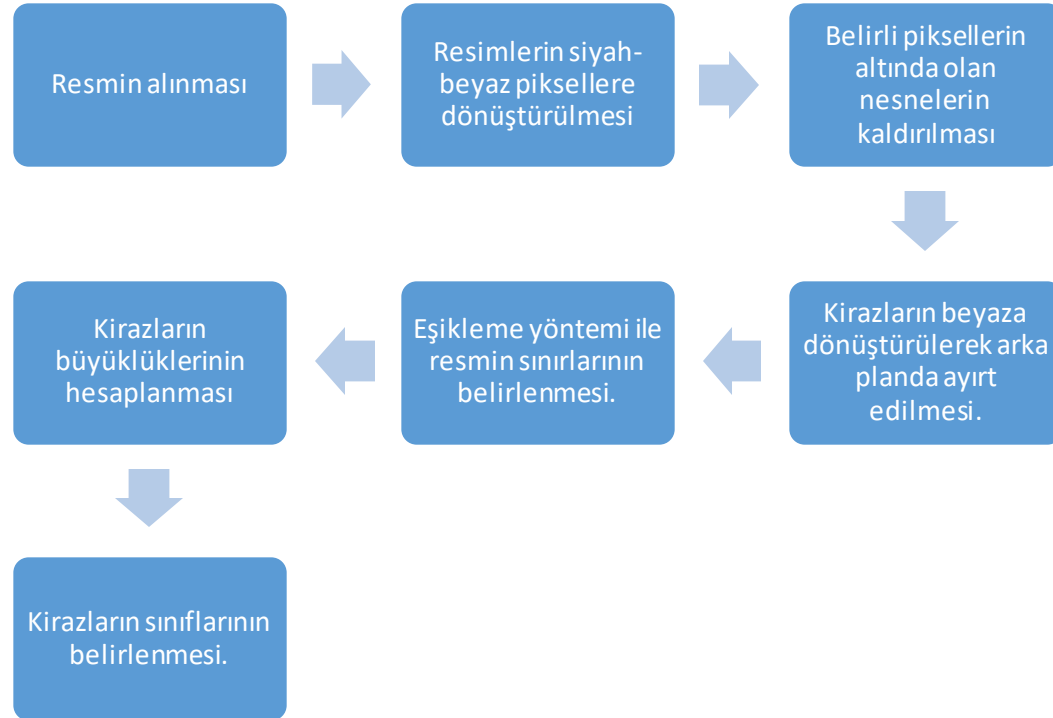 Resmin alınması
Resimlerin siyah-
beyaz piksellere
dönüştürülmesi
Belirli piksellerin
altında olan
nesnelerin
kaldırılması
Kirazların beyaza
dönüştürülerek arka
planda ayırt
edilmesi.
Eşikleme yöntemi ile
resmin sınırlarının
belirlenmesi.
Kirazların
büyüklüklerinin
hesaplanması
Kirazların sınıflarının
belirlenmesi.